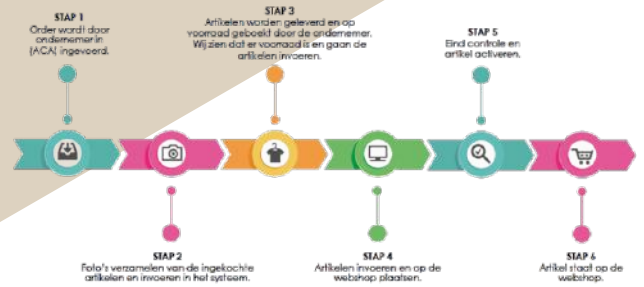 STAP 1
Order wordt door
ondernemer in
(ACA) ingevoerd.
STAP 2
Foto's verzamelen van de ingekochte
artikelen en invoeren in het systeem.
STAP 3
Artikelen worden geleverd en op
voorraad geboekt door de ondernemer.
Wij zien dat er voorraad is en gaan de
artikelen invoeren.
STAP 4
Artikelen invoeren en op de
webshop plaatsen.
STAP 5
Eind controle en
artikel activeren.
STAP 6
Artikel staat op de
webshop.